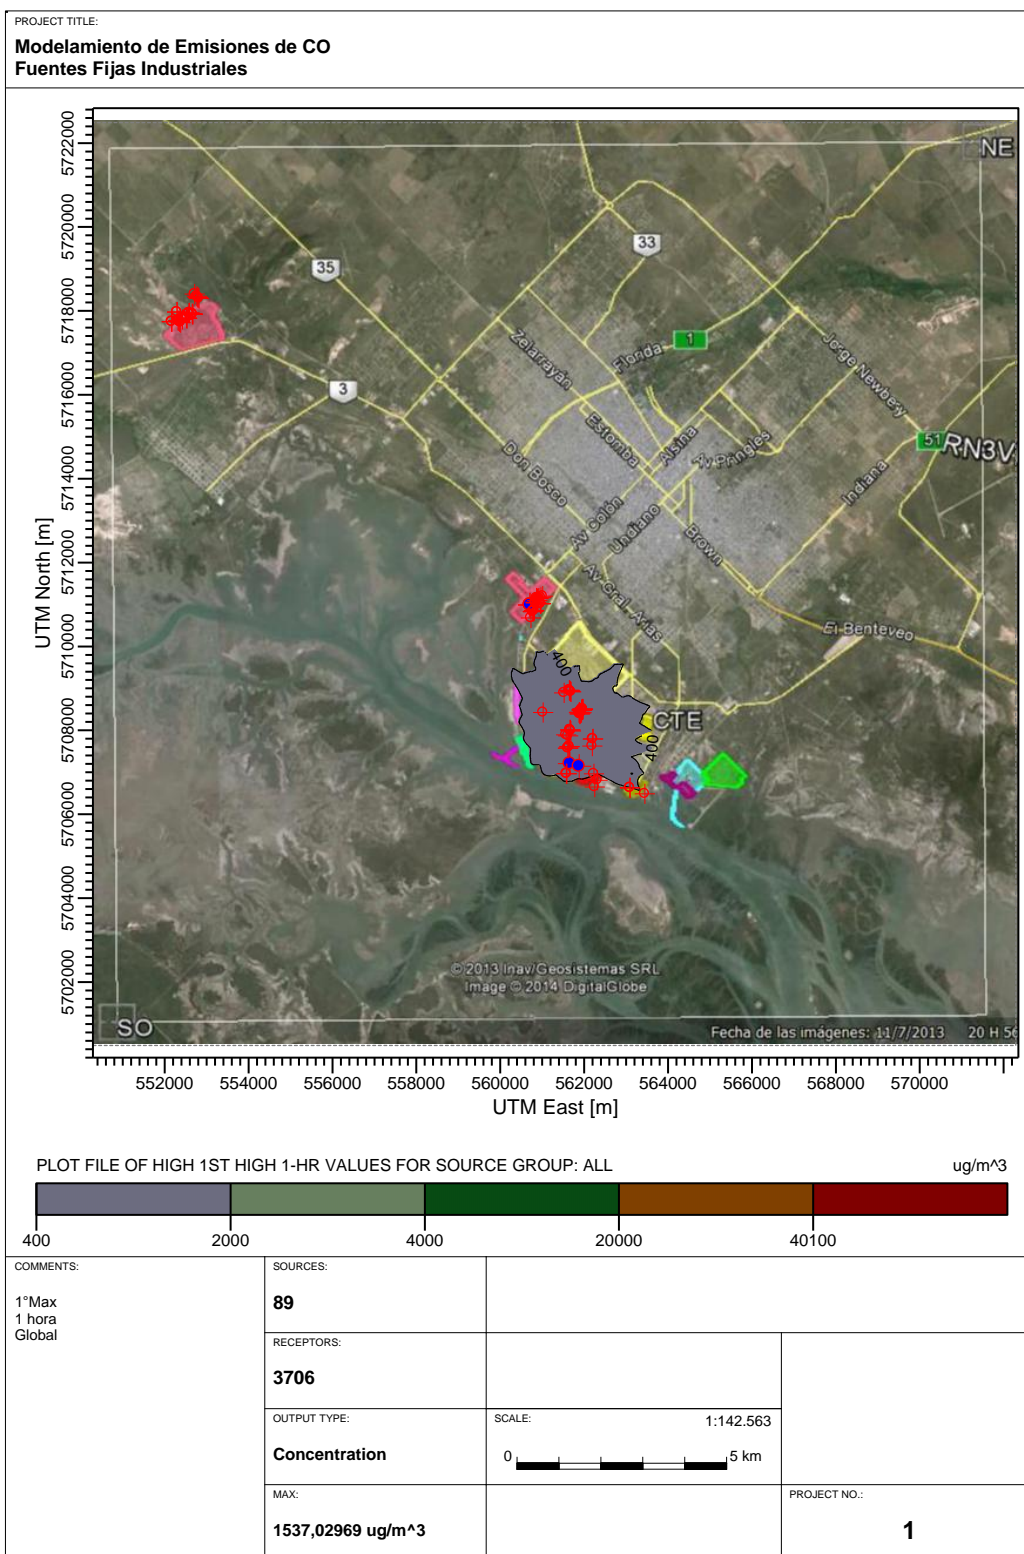 PROJECT TITLE:
Modelamiento de Emisiones de CO
Fuentes Fijas Industriales
UTM North [m]
5722000
5720000
5718000
5716000
5714000
5712000
5710000
5708000
5706000
5704000
5702000
NE
33
35
1
3
Zelarrayán
Florida
Jorge Newbery
51
RN3V
Estomba
Alsina
Av Pringles
Don Bosco
Indiana
Av Colón
Undiano
Brown
Av Gral. Arias
El Benteveo
400
CTE
400
© 2013 Inav/Geosistemas SRL
Image © 2014 DigitalGlobe
SO
Fecha de las imágenes: 11/7/2013 20 H 56
552000 554000 556000 558000 560000 562000 564000 566000 568000 570000
UTM East [m]
PLOT FILE OF HIGH 1ST HIGH 1-HR VALUES FOR SOURCE GROUP: ALL ug/m^3
400 2000 4000 20000 40100
COMMENTS:
1°Max
1 hora
Global
SOURCES:
89
RECEPTORS:
3706
OUTPUT TYPE:
Concentration
SCALE: 1:142.563
0 5 km
MAX:
1537,02969 ug/m^3
PROJECT NO.:
1